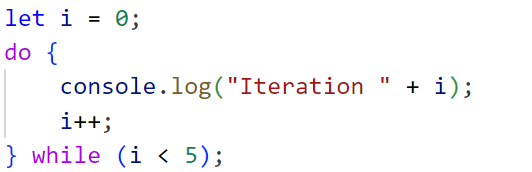 let i = 0;
do {
    console.log("Iteration " + i);
    i++;
} while (i < 5);